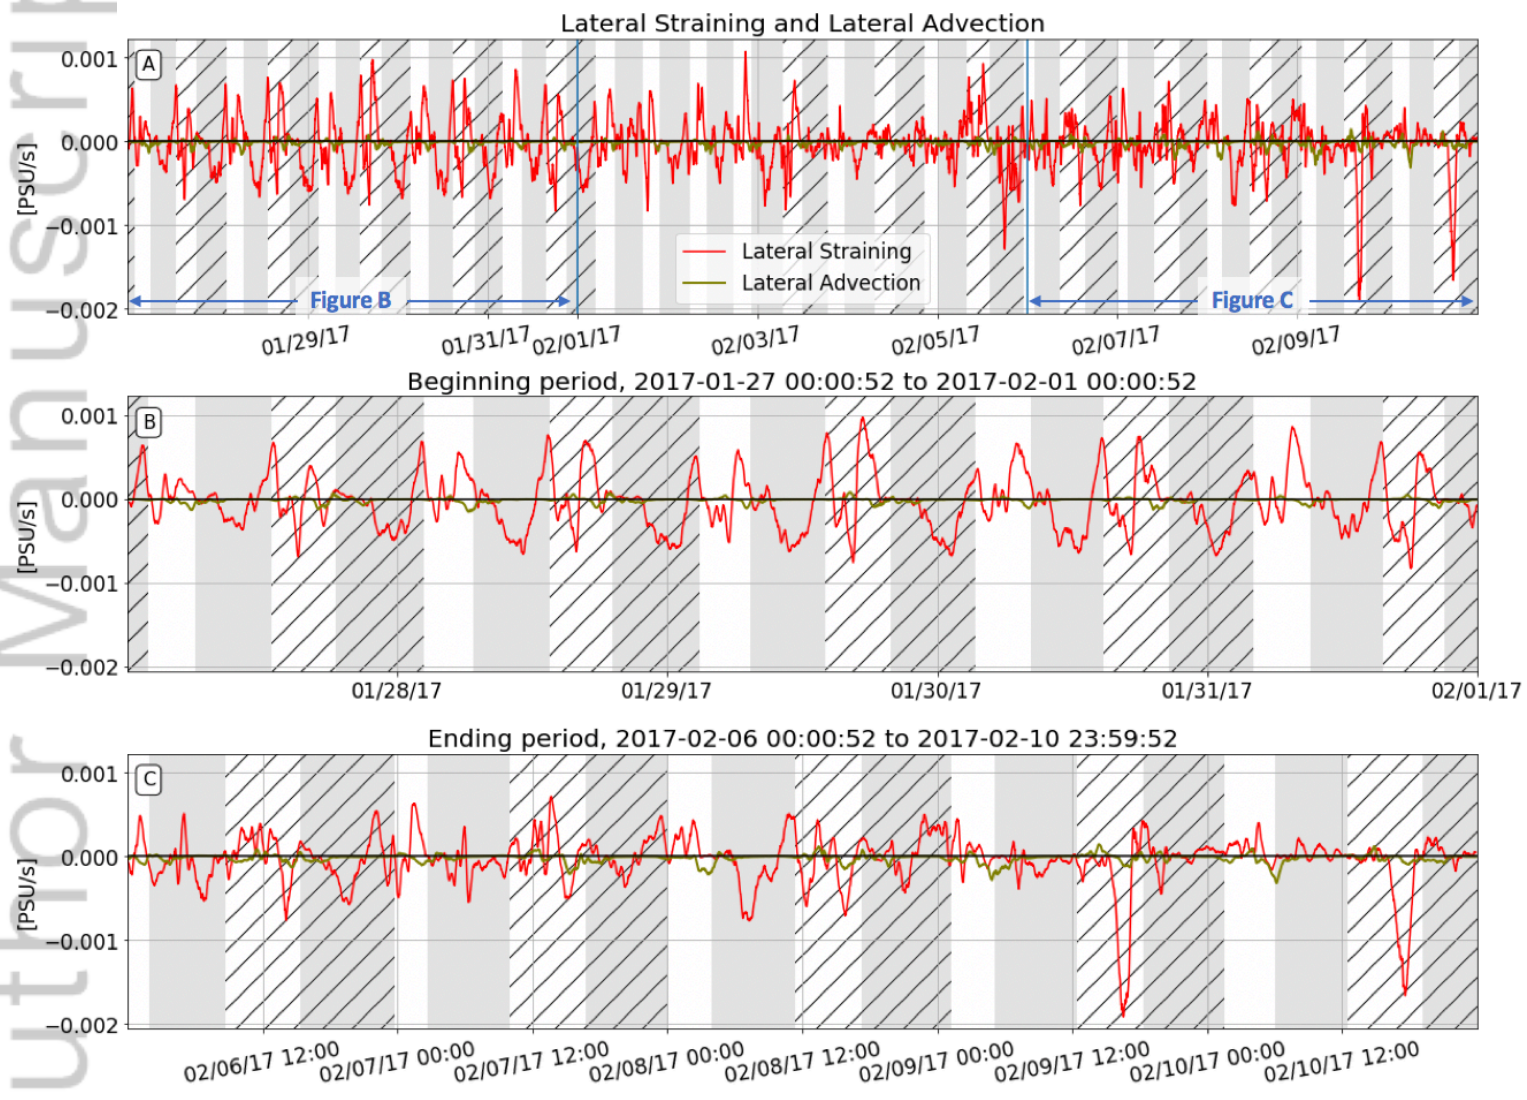 Lateral Straining and Lateral Advection
A
0.001
0.000
−0.001
−0.002
[PSU/s]
Lateral Straining
Lateral Advection
Figure B
Figure C
01/29/17
01/31/17
02/01/17
02/03/17
02/05/17
02/07/17
02/09/17
Beginning period, 2017-01-27 00:00:52 to 2017-02-01 00:00:52
B
0.001
0.000
−0.001
−0.002
[PSU/s]
01/28/17
01/29/17
01/30/17
01/31/17
02/01/17
Ending period, 2017-02-06 00:00:52 to 2017-02-10 23:59:52
C
0.001
0.000
−0.001
−0.002
[PSU/s]
02/06/17 12:00
02/07/17 00:00
02/07/17 12:00
02/08/17 00:00
02/08/17 12:00
02/09/17 00:00
02/09/17 12:00
02/10/17 00:00
02/10/17 12:00
uthor Manuscrip